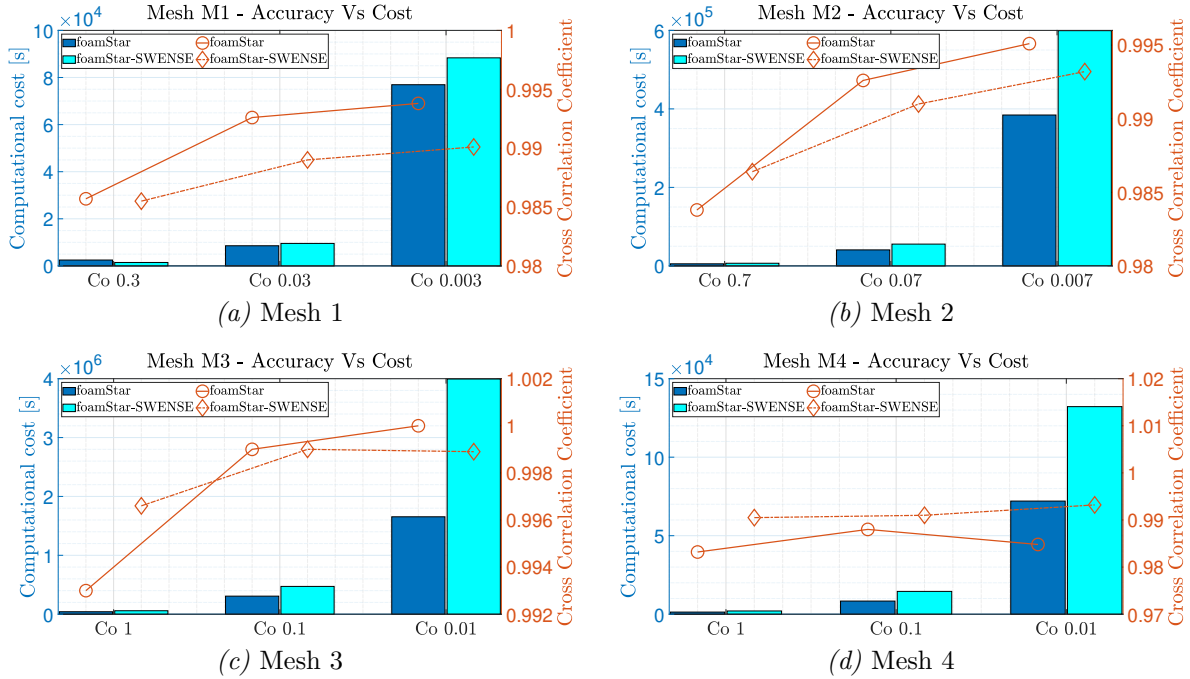 Mesh M1 - Accuracy Vs Cost
×10^4
foamStar
foamStar
foamStar-SWENSE
foamStar-SWENSE
Computational cost [s]
10
8
6
4
2
0
Co 0.3
Co 0.03
Co 0.003
1
0.995
0.99
0.985
0.98
Cross Correlation Coefficient
(a) Mesh 1
Mesh M2 - Accuracy Vs Cost
×10^5
foamStar
foamStar
foamStar-SWENSE
foamStar-SWENSE
Computational cost [s]
6
4
2
0
Co 0.7
Co 0.07
Co 0.007
0.995
0.99
0.985
0.98
Cross Correlation Coefficient
(b) Mesh 2
Mesh M3 - Accuracy Vs Cost
×10^6
foamStar
foamStar
foamStar-SWENSE
foamStar-SWENSE
Computational cost [s]
4
3
2
1
0
Co 1
Co 0.1
Co 0.01
1.002
1
0.998
0.996
0.994
0.992
Cross Correlation Coefficient
(c) Mesh 3
Mesh M4 - Accuracy Vs Cost
×10^4
foamStar
foamStar
foamStar-SWENSE
foamStar-SWENSE
Computational cost [s]
15
10
5
0
Co 1
Co 0.1
Co 0.01
1.02
1.01
1
0.99
0.98
0.97
Cross Correlation Coefficient
(d) Mesh 4